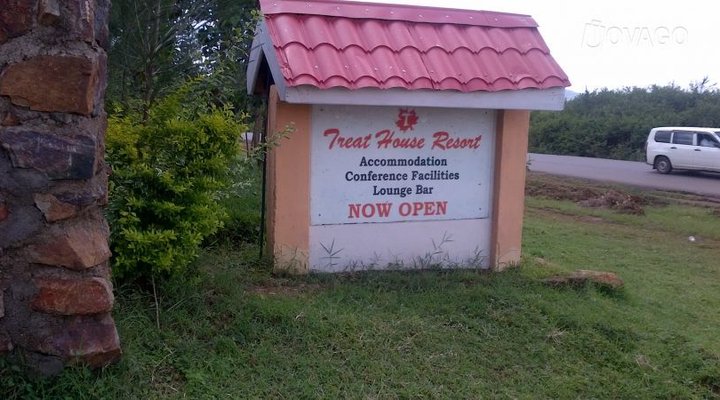 JOVAGO
Treat House Resort
Accommodation
Conference Facilities
Lounge Bar
NOW OPEN